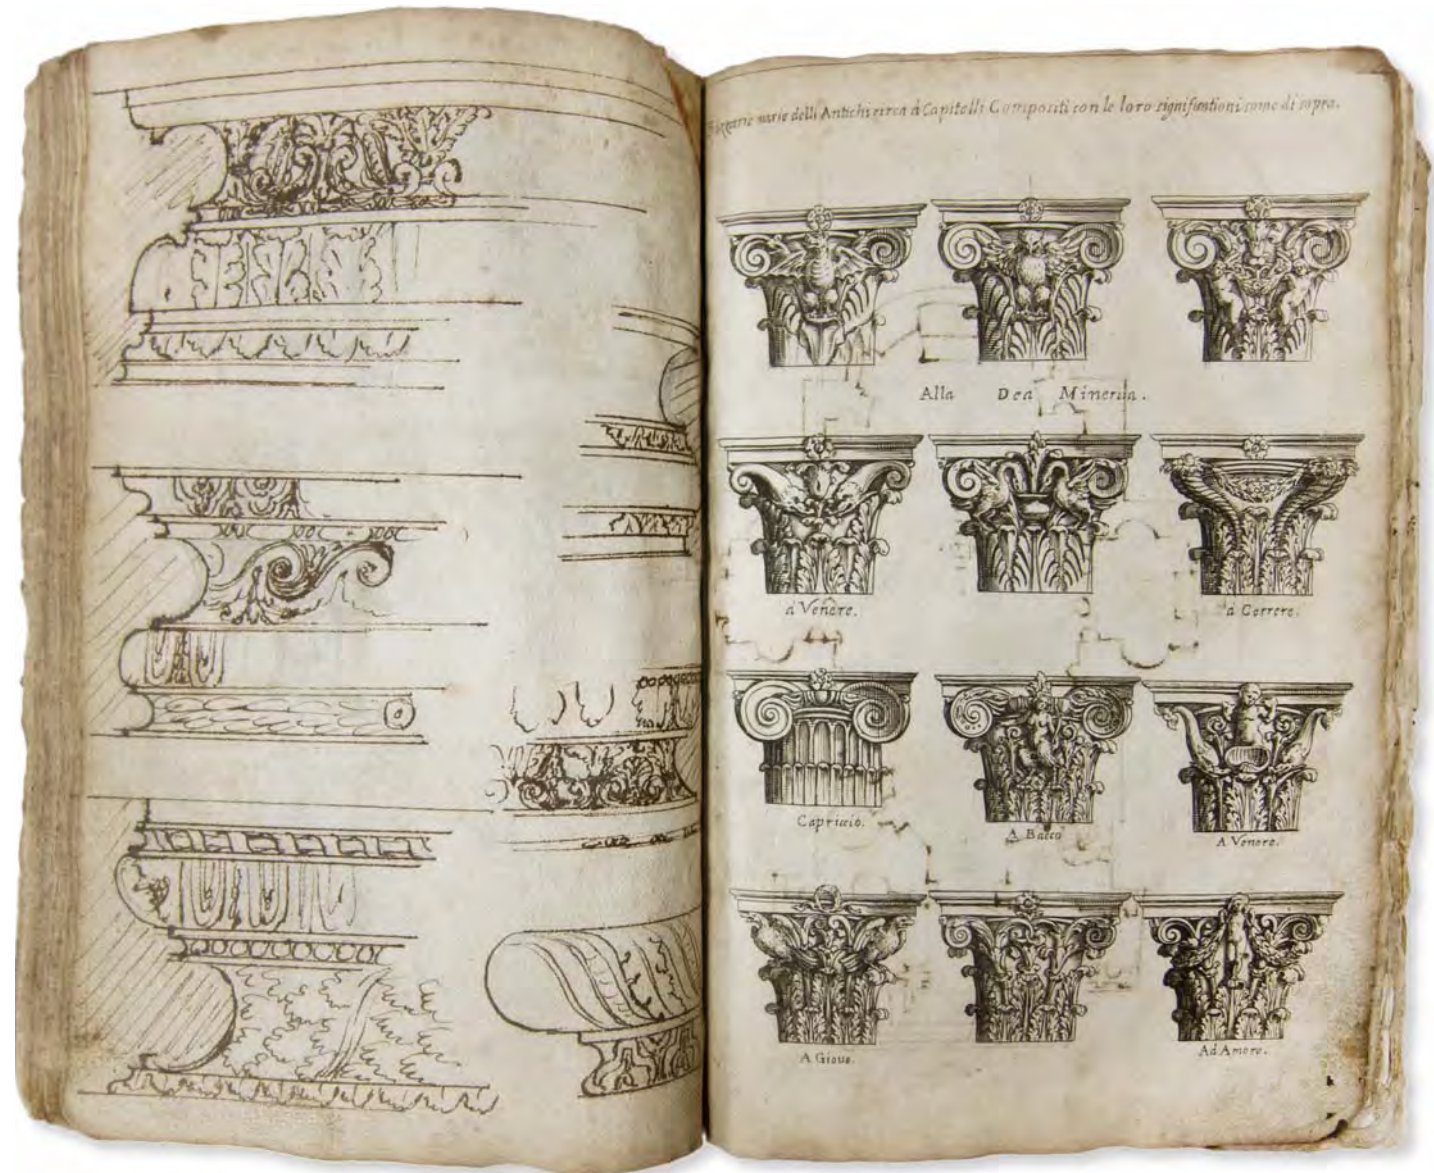 varie delli Antichi circa à Capitelli Compositi con le loro significationi come di sopra.
Alla Dea Minerua.
à Venere.
à Cerrere.
Capriccio.
A Bacco
A Venere.
A Gioue.
Ad Amore.